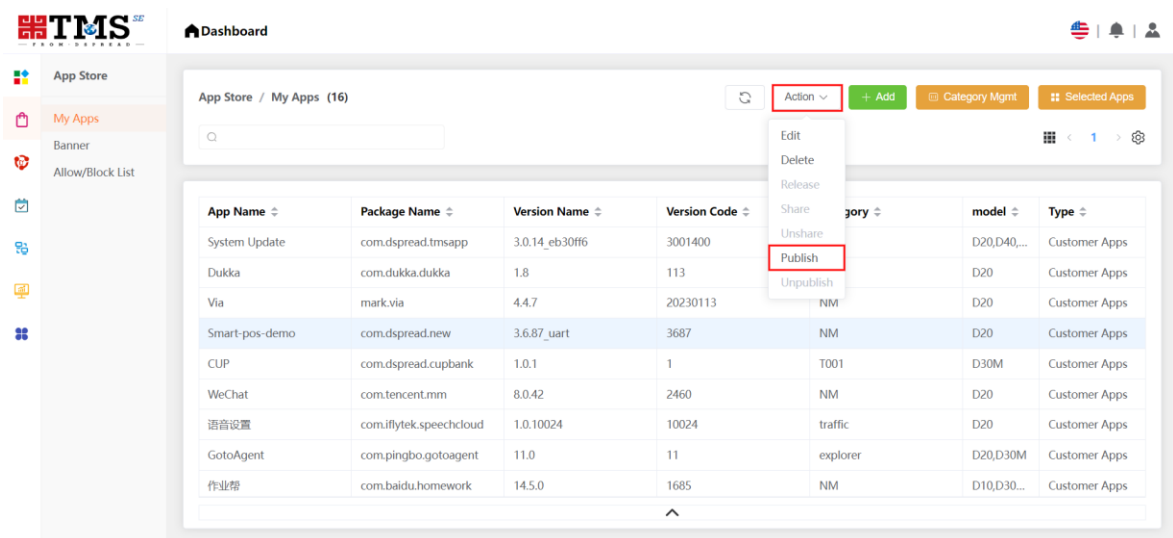 TMS SE
FROM·DSPREAD
Dashboard
App Store
My Apps
Banner
Allow/Block List
App Store / My Apps (16)
Action
+ Add
Category Mgmt
Selected Apps
1
Edit
Delete
Release
Share
Unshare
Publish
Unpublish
App Name Package Name Version Name Version Code gory model Type
System Update com.dspread.tmsapp 3.0.14_eb30ff6 3001400 D20,D40,... Customer Apps
Dukka com.dukka.dukka 1.8 113 D20 Customer Apps
Via mark.via 4.4.7 20230113 NM D20 Customer Apps
Smart-pos-demo com.dspread.new 3.6.87_uart 3687 NM D20 Customer Apps
CUP com.dspread.cupbank 1.0.1 1 T001 D30M Customer Apps
WeChat com.tencent.mm 8.0.42 2460 NM D20 Customer Apps
语音设置 com.iflytek.speechcloud 1.0.10024 10024 traffic D20 Customer Apps
GotoAgent com.pingbo.gotoagent 11.0 11 explorer D20,D30M Customer Apps
作业帮 com.baidu.homework 14.5.0 1685 NM D10,D30... Customer Apps